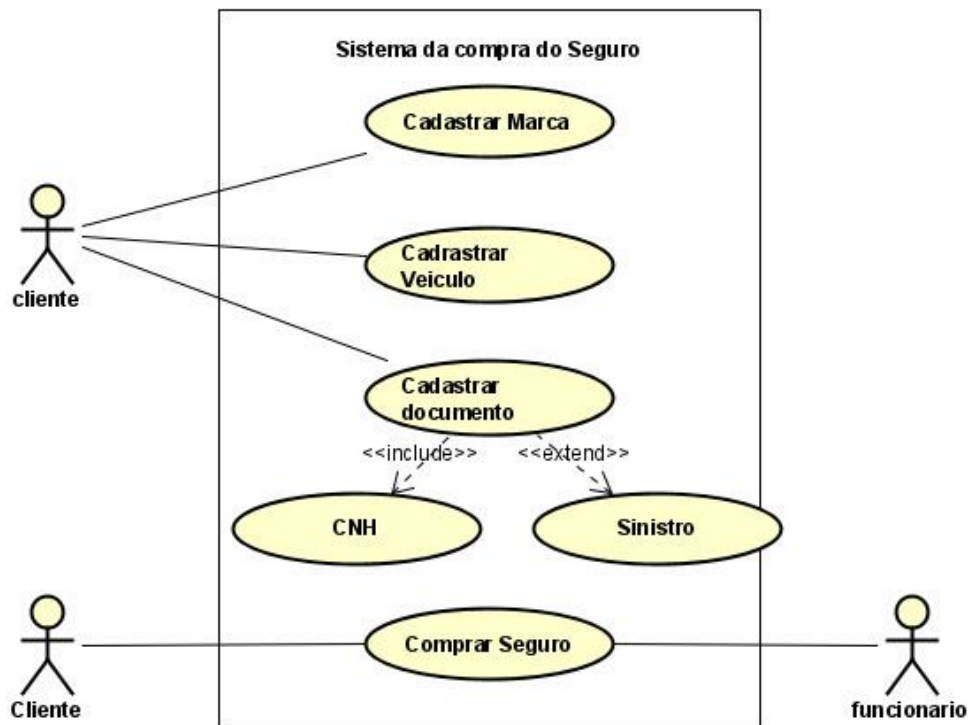 Sistema da compra do Seguro
Cadastrar Marca
Cadrastrar
Veiculo
cliente
Cadastrar
documento
<<include>>
<<extend>>
CNH
Sinistro
Comprar Seguro
Cliente
funcionario